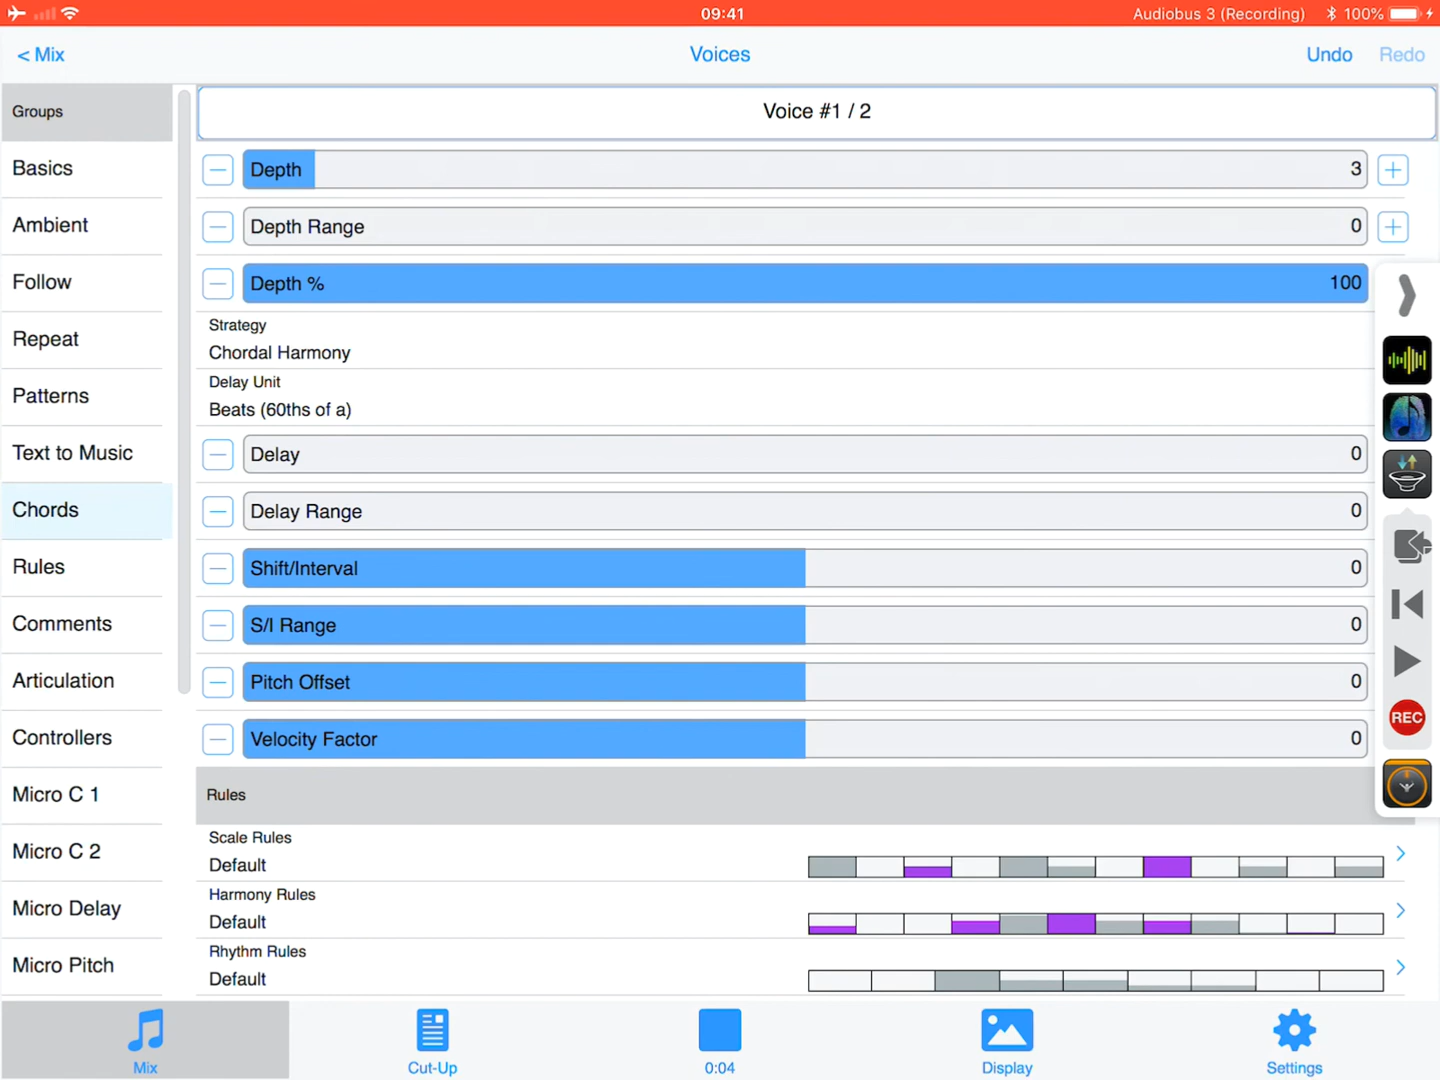 09:41
Audiobus 3 (Recording) 100%
< Mix
Voices
Undo Redo
Groups
Basics
Ambient
Follow
Repeat
Patterns
Text to Music
Chords
Rules
Comments
Articulation
Controllers
Micro C 1
Micro C 2
Micro Delay
Micro Pitch
Voice #1 / 2
Depth 3
Depth Range 0
Depth % 100
Strategy
Chordal Harmony
Delay Unit
Beats (60ths of a)
Delay 0
Delay Range 0
Shift/Interval 0
S/I Range 0
Pitch Offset 0
Velocity Factor 0
Rules
Scale Rules
Default
Harmony Rules
Default
Rhythm Rules
Default
REC
Mix
Cut-Up
0:04
Display
Settings